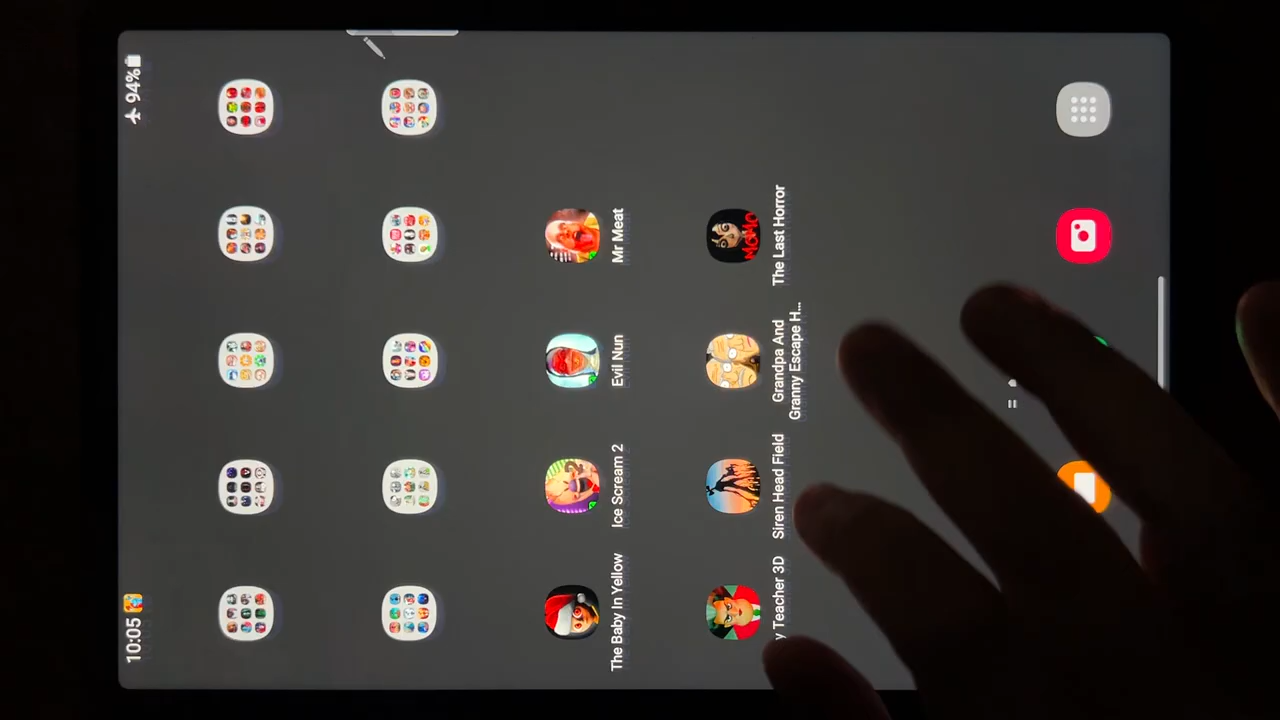 10:05
94%
The Baby In Yellow
Ice Scream 2
Evil Nun
Mr Meat
y Teacher 3D
Siren Head Field
Grandpa And
Granny Escape H...
The Last Horror
MOMO